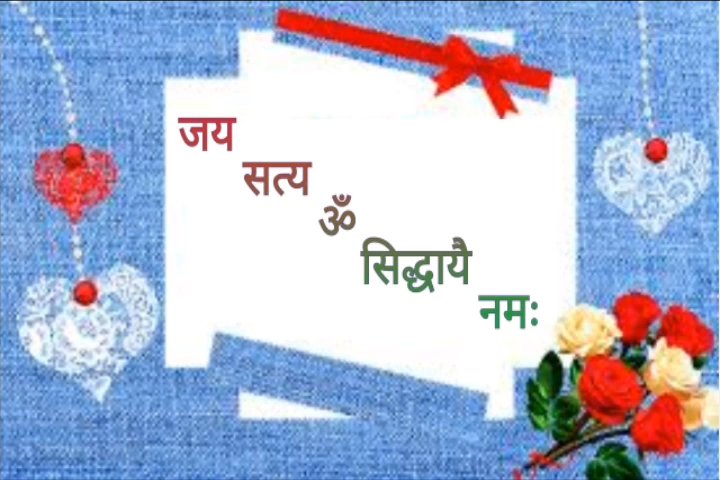 जय
सत्य
ॐ
सिद्धायै
नमः